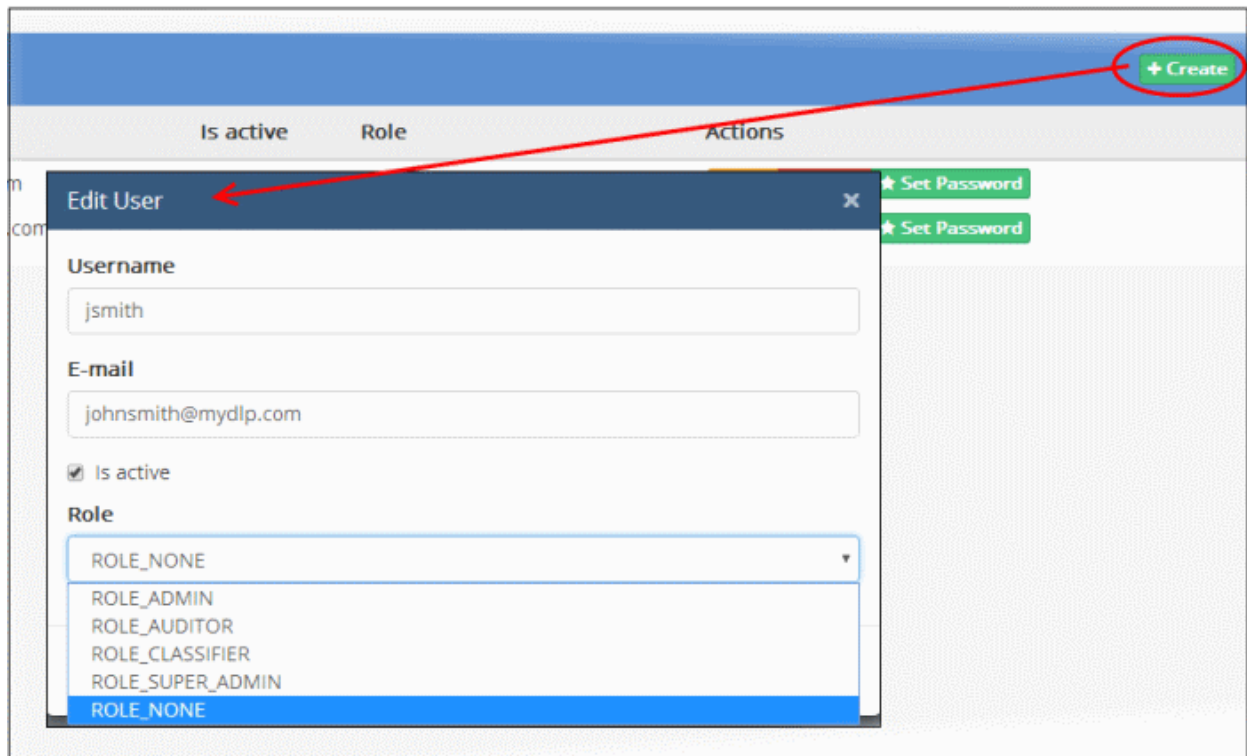 + Create
Is active Role Actions
m
Edit User ×
★ Set Password
.com
★ Set Password
Username
jsmith
E-mail
johnsmith@mydlp.com
Is active
Role
ROLE_NONE
ROLE_ADMIN
ROLE_AUDITOR
ROLE_CLASSIFIER
ROLE_SUPER_ADMIN
ROLE_NONE